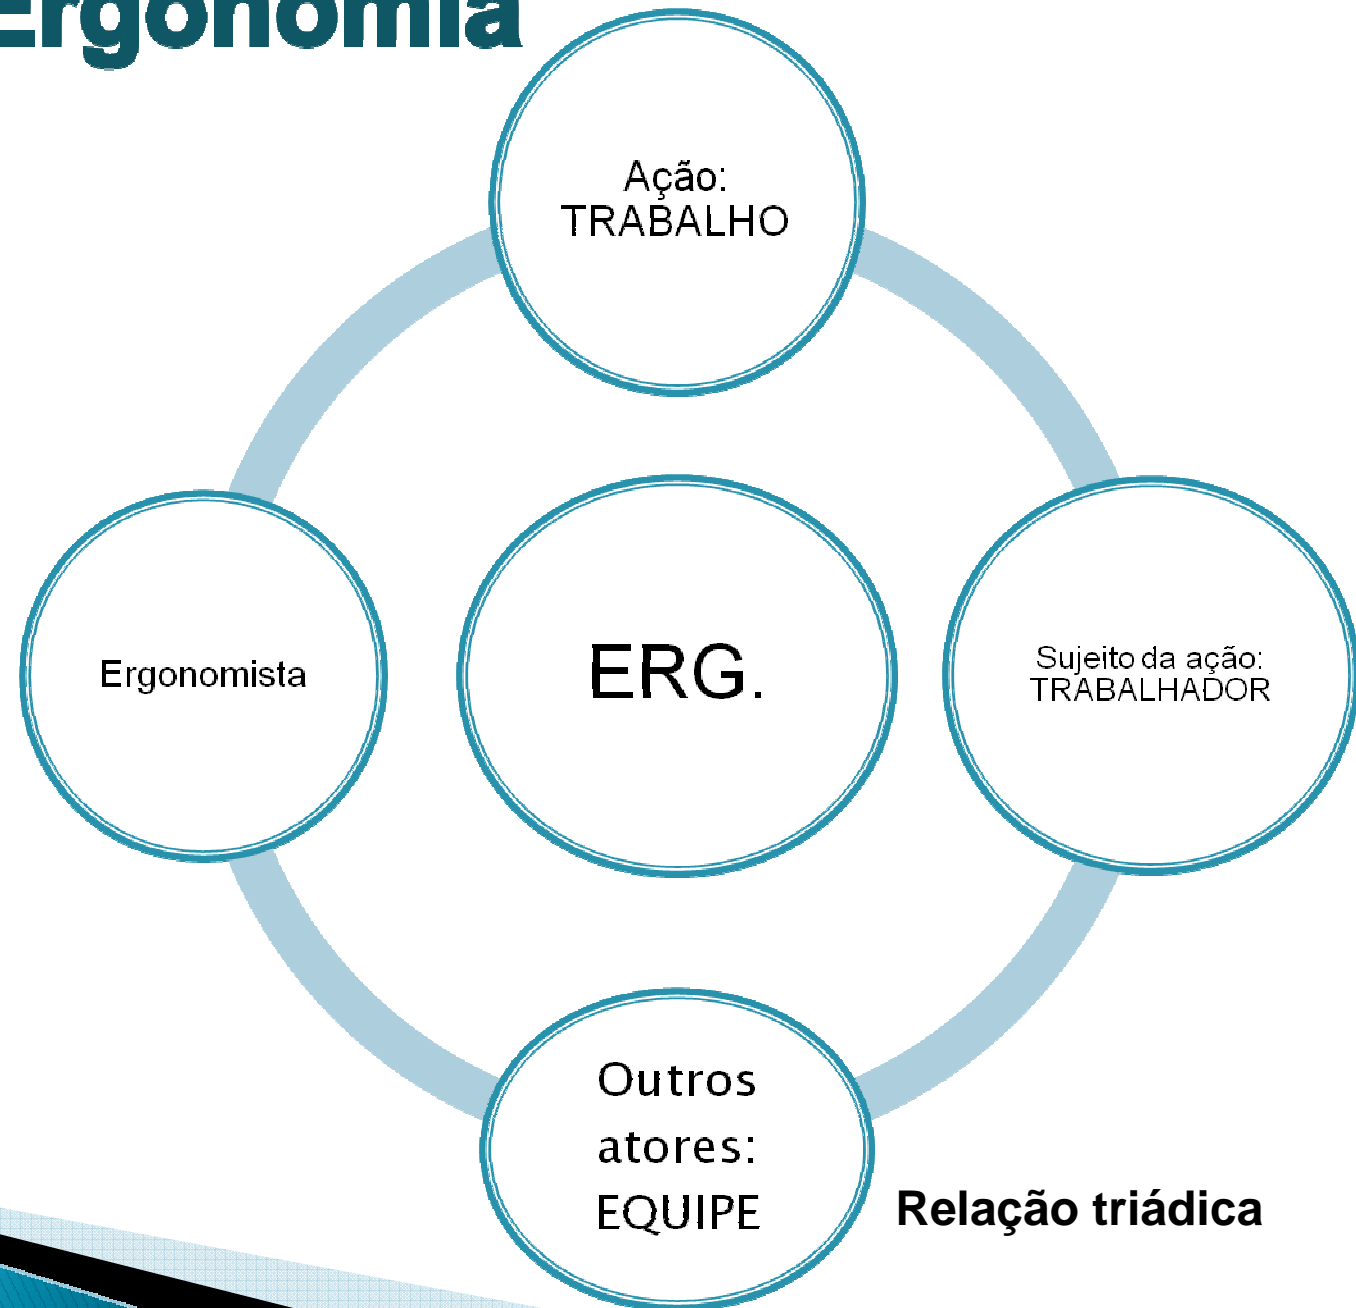 Ergonomia
Ação:
TRABALHO
Ergonomista
ERG.
Sujeito da ação:
TRABALHADOR
Outros
atores:
EQUIPE
Relação triádica